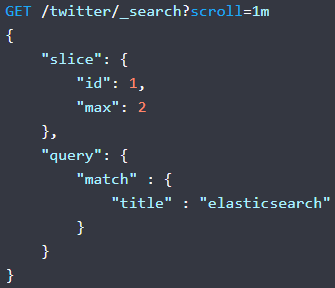 GET /twitter/_search?scroll=1m
{
    "slice": {
        "id": 1,
        "max": 2
    },
    "query": {
        "match" : {
            "title" : "elasticsearch"
        }
    }
}